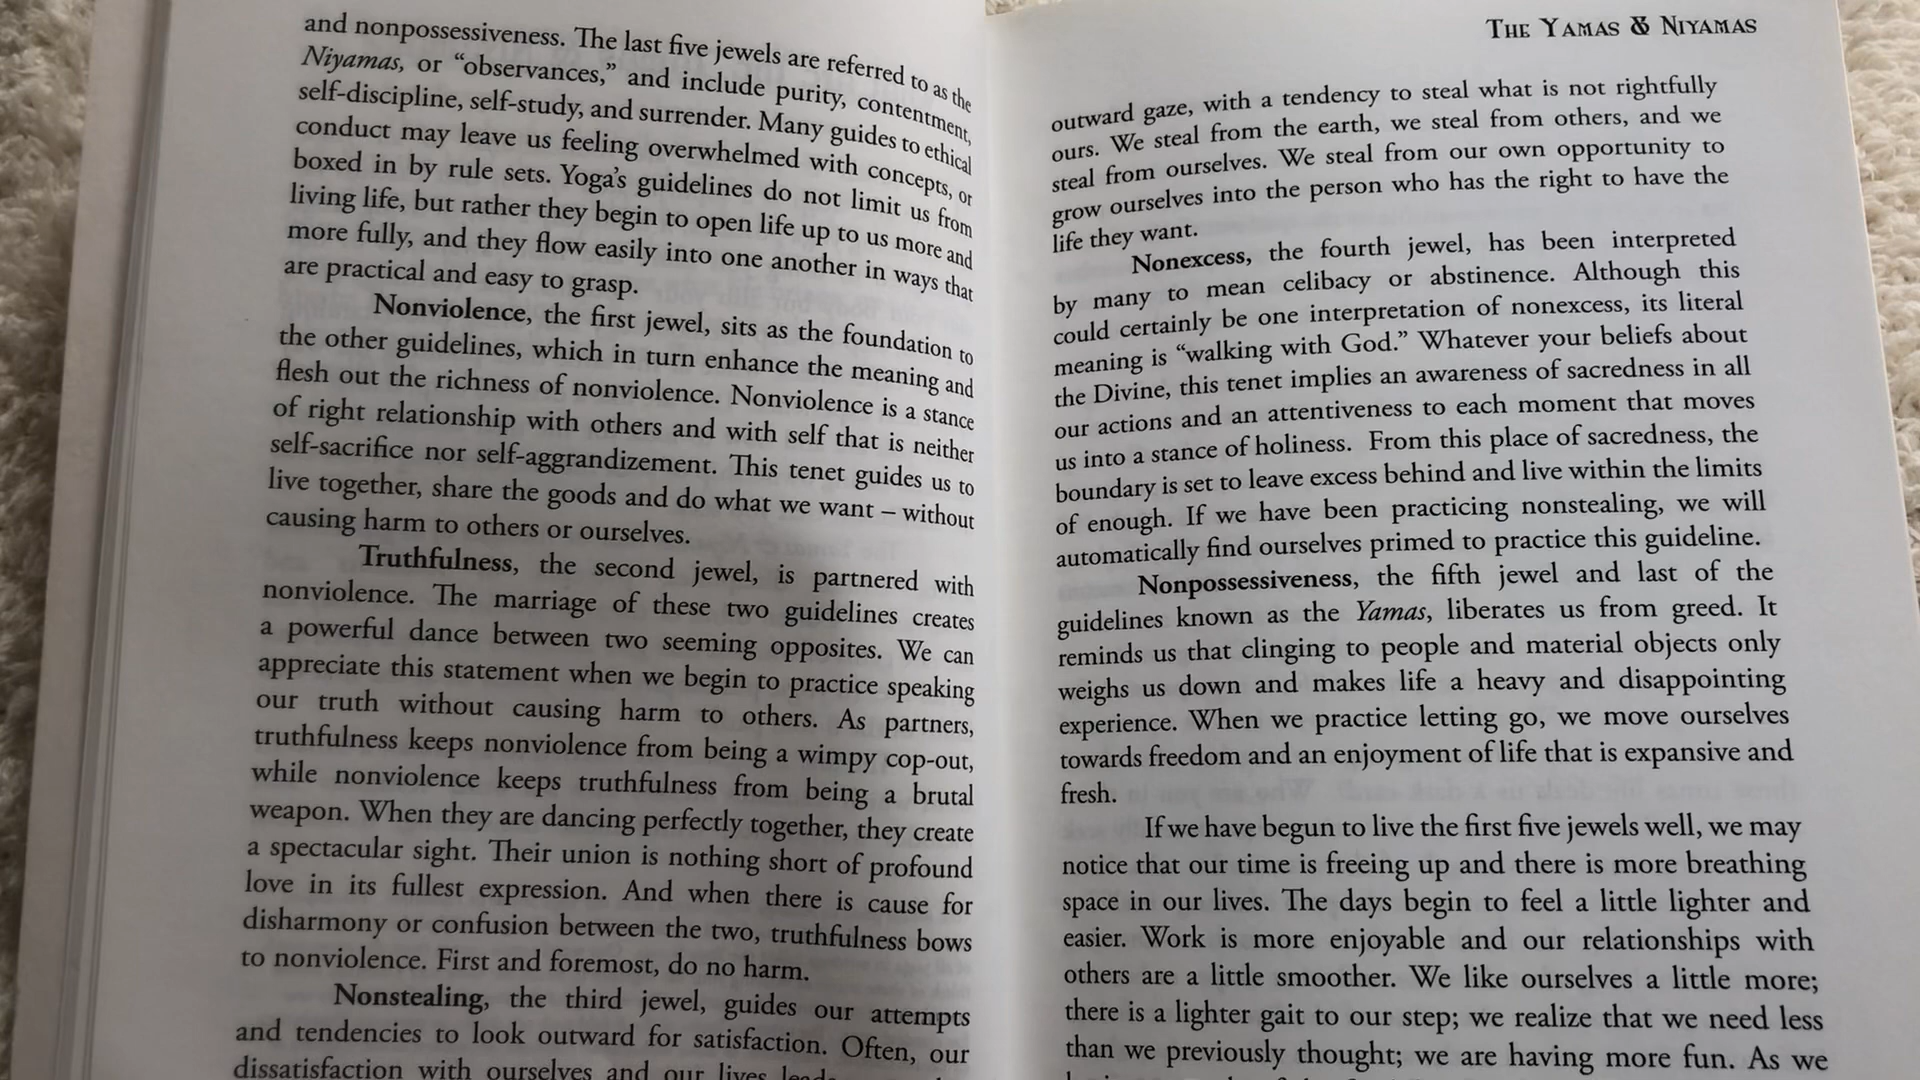 and nonpossessiveness. The last five jewels are referred to as the
Niyamas, or “observances,” and include purity, contentment,
self-discipline, self-study, and surrender. Many guides to ethical
conduct may leave us feeling overwhelmed with concepts, or
boxed in by rule sets. Yoga’s guidelines do not limit us from
living life, but rather they begin to open life up to us more and
more fully, and they flow easily into one another in ways that
are practical and easy to grasp.
Nonviolence, the first jewel, sits as the foundation to
the other guidelines, which in turn enhance the meaning and
flesh out the richness of nonviolence. Nonviolence is a stance
of right relationship with others and with self that is neither
self-sacrifice nor self-aggrandizement. This tenet guides us to
live together, share the goods and do what we want – without
causing harm to others or ourselves.
Truthfulness, the second jewel, is partnered with
nonviolence. The marriage of these two guidelines creates
a powerful dance between two seeming opposites. We can
appreciate this statement when we begin to practice speaking
our truth without causing harm to others. As partners,
truthfulness keeps nonviolence from being a wimpy cop-out,
while nonviolence keeps truthfulness from being a brutal
weapon. When they are dancing perfectly together, they create
a spectacular sight. Their union is nothing short of profound
love in its fullest expression. And when there is cause for
disharmony or confusion between the two, truthfulness bows
to nonviolence. First and foremost, do no harm.
Nonstealing, the third jewel, guides our attempts
and tendencies to look outward for satisfaction. Often, our
dissatisfaction with ourselves and our lives
The Yamas & Niyamas
outward gaze, with a tendency to steal what is not rightfully
ours. We steal from the earth, we steal from others, and we
steal from ourselves. We steal from our own opportunity to
grow ourselves into the person who has the right to have the
life they want.
Nonexcess, the fourth jewel, has been interpreted
by many to mean celibacy or abstinence. Although this
could certainly be one interpretation of nonexcess, its literal
meaning is “walking with God.” Whatever your beliefs about
the Divine, this tenet implies an awareness of sacredness in all
our actions and an attentiveness to each moment that moves
us into a stance of holiness. From this place of sacredness, the
boundary is set to leave excess behind and live within the limits
of enough. If we have been practicing nonstealing, we will
automatically find ourselves primed to practice this guideline.
Nonpossessiveness, the fifth jewel and last of the
guidelines known as the Yamas, liberates us from greed. It
reminds us that clinging to people and material objects only
weighs us down and makes life a heavy and disappointing
experience. When we practice letting go, we move ourselves
towards freedom and an enjoyment of life that is expansive and
fresh.
If we have begun to live the first five jewels well, we may
notice that our time is freeing up and there is more breathing
space in our lives. The days begin to feel a little lighter and
easier. Work is more enjoyable and our relationships with
others are a little smoother. We like ourselves a little more;
there is a lighter gait to our step; we realize that we need less
than we previously thought; we are having more fun. As we